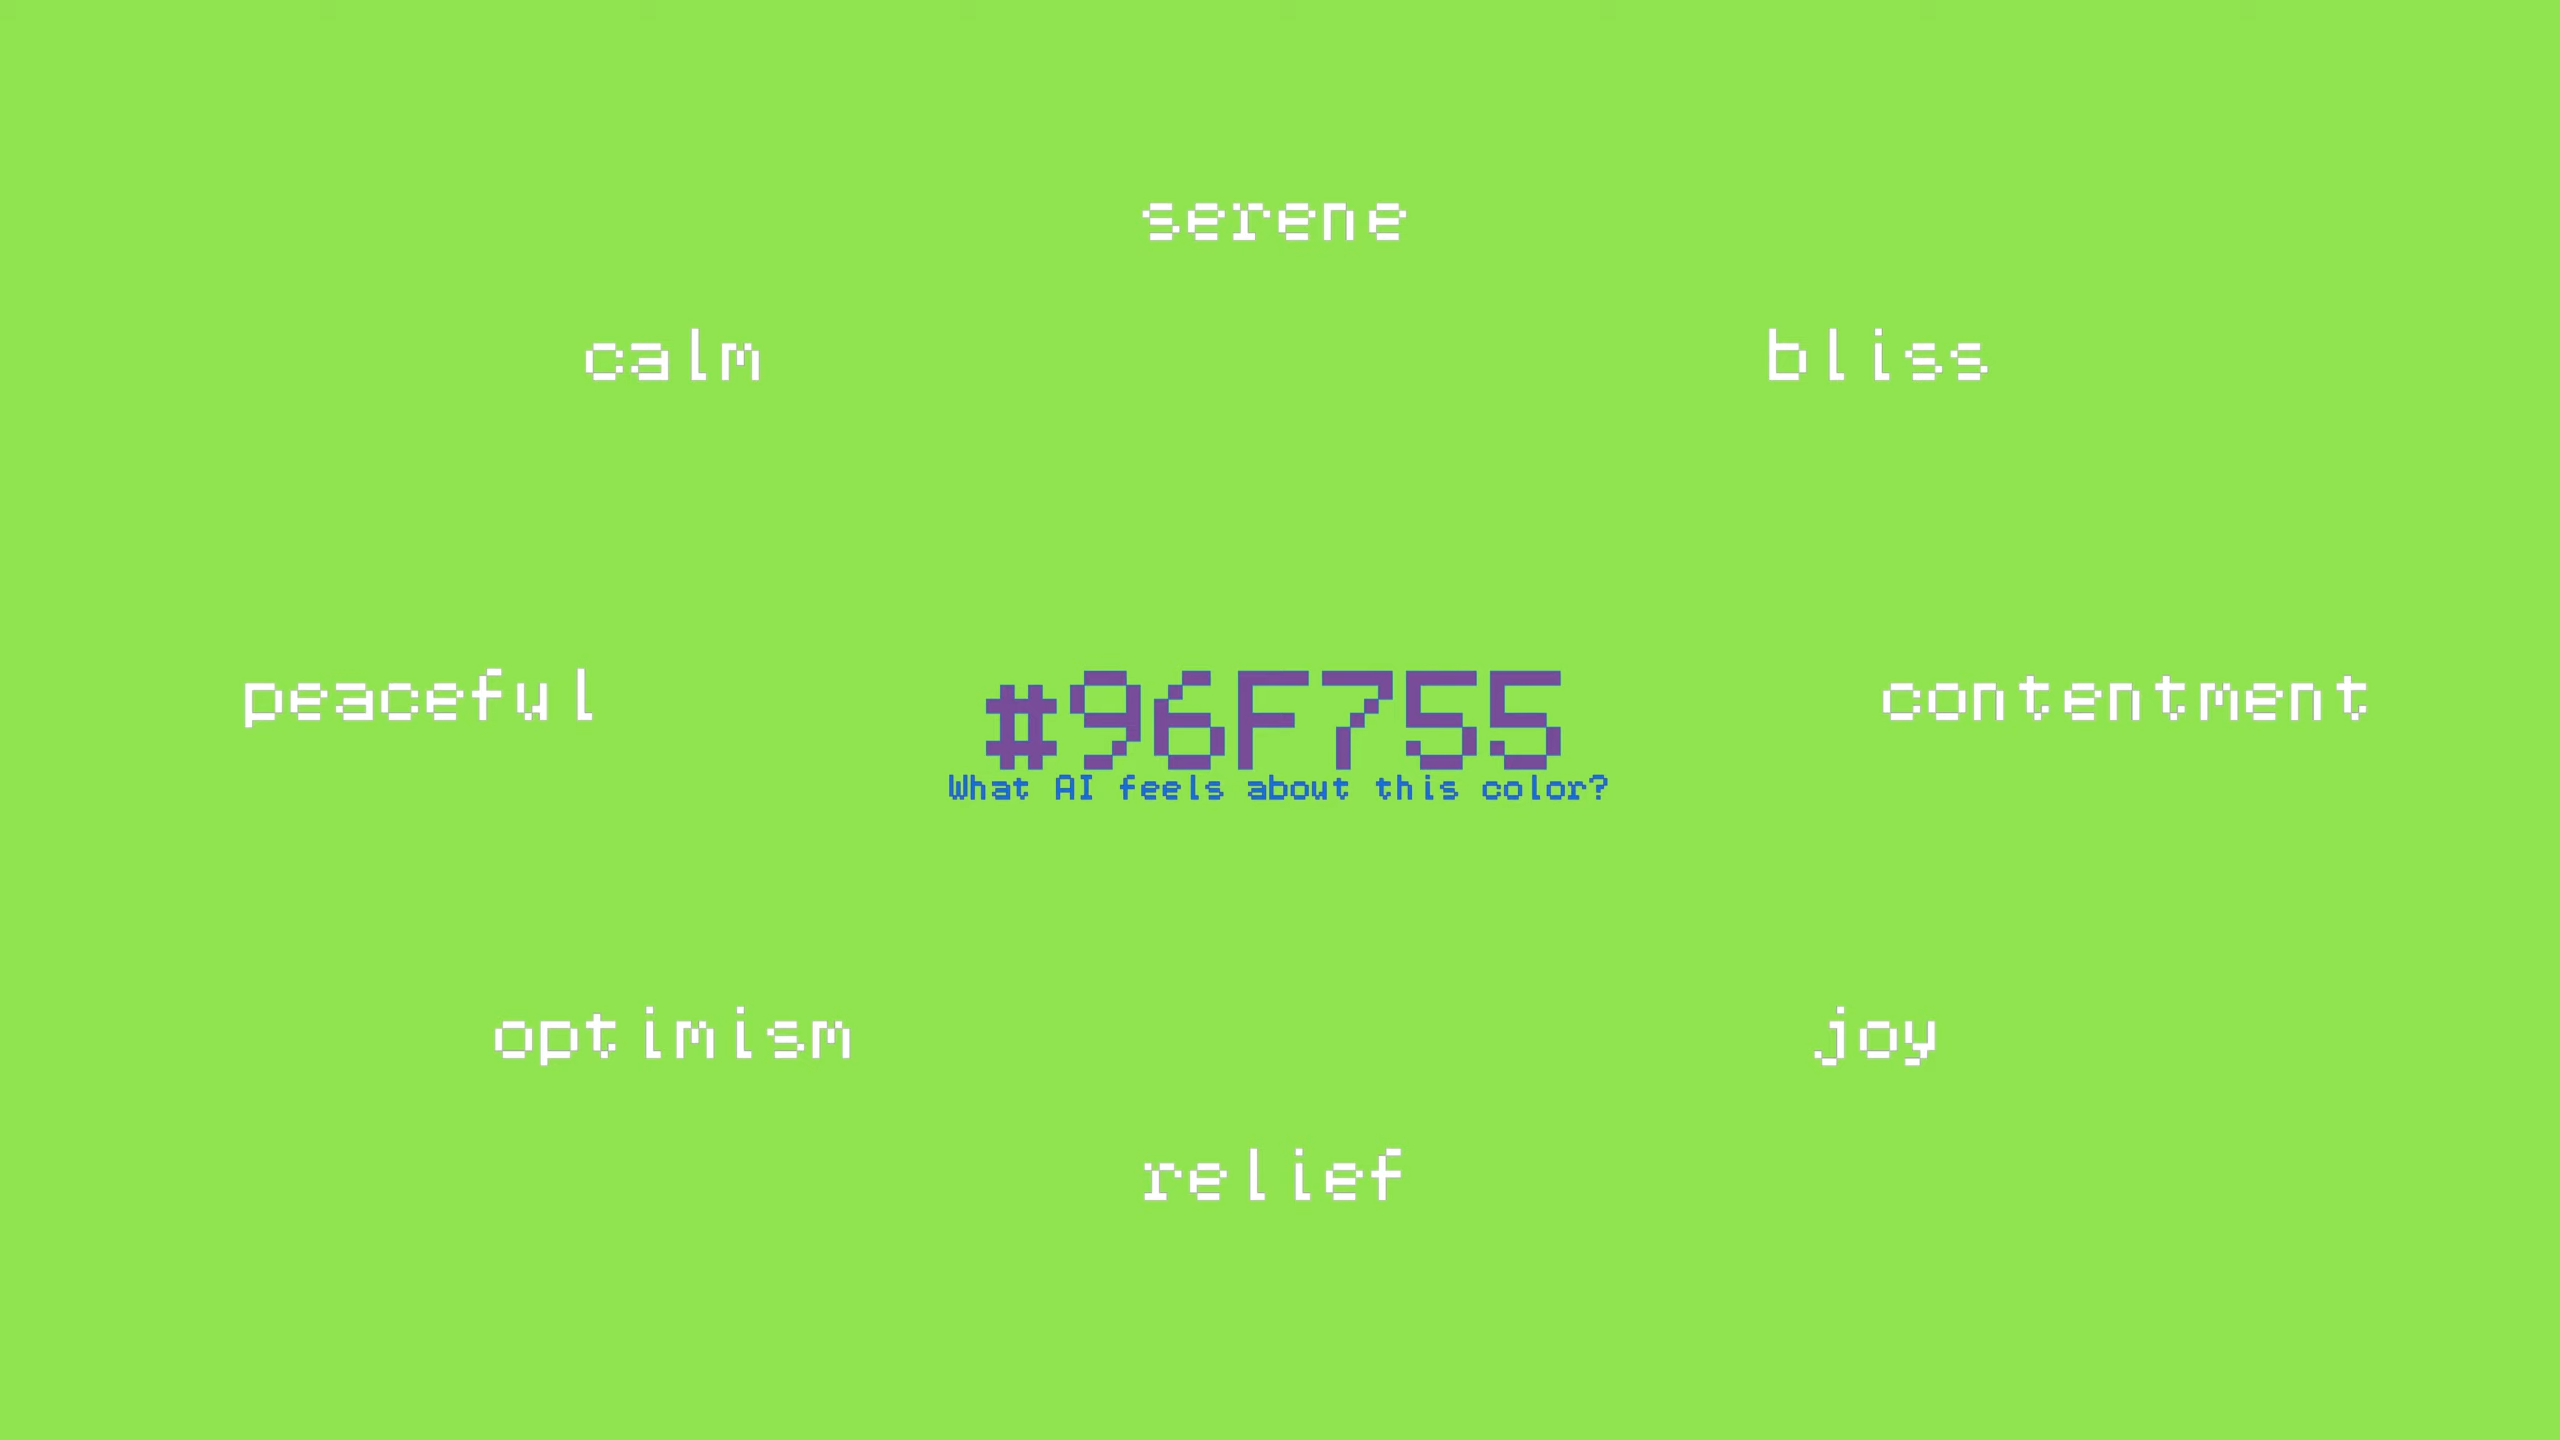 serene
calm
bliss
peaceful
#96F755
contentment
What AI feels about this color?
optimism
joy
relief